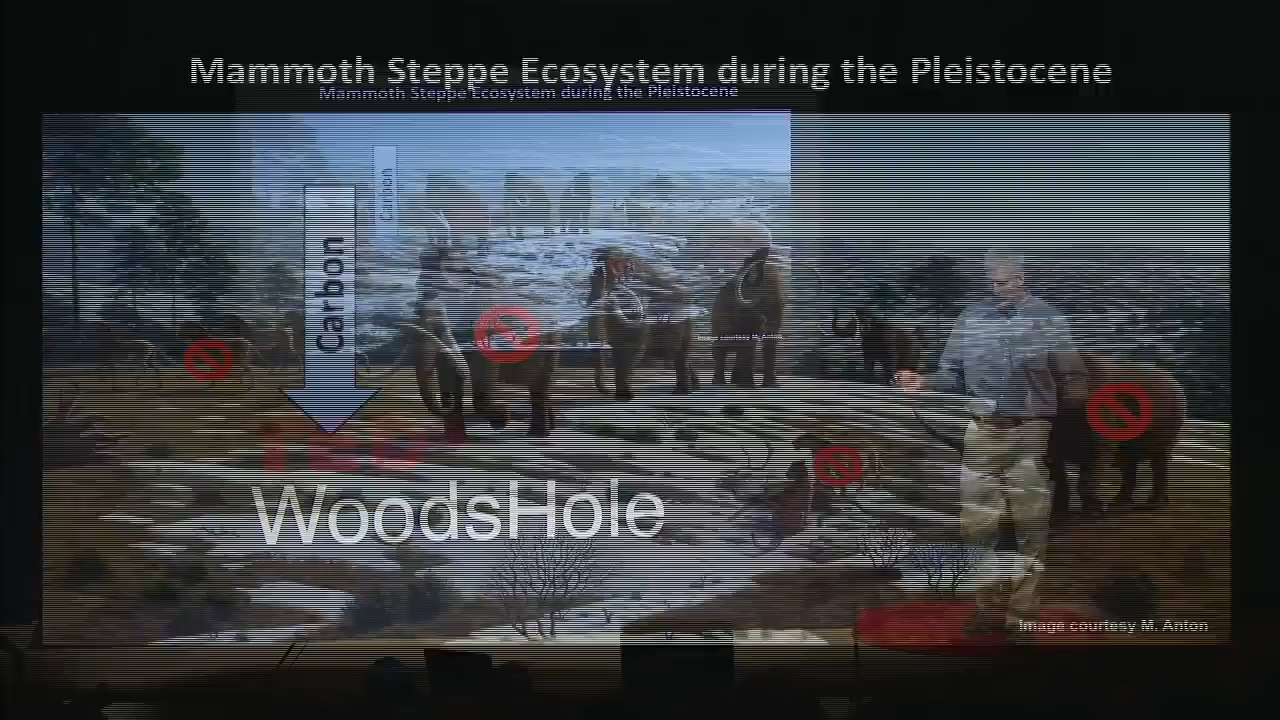 Mammoth Steppe Ecosystem during the Pleistocene
Mammoth Steppe Ecosystem during the Pleistocene
Carbon
Carbon
Image courtesy M. Anton
TED
WoodsHole
Image courtesy M. Anton